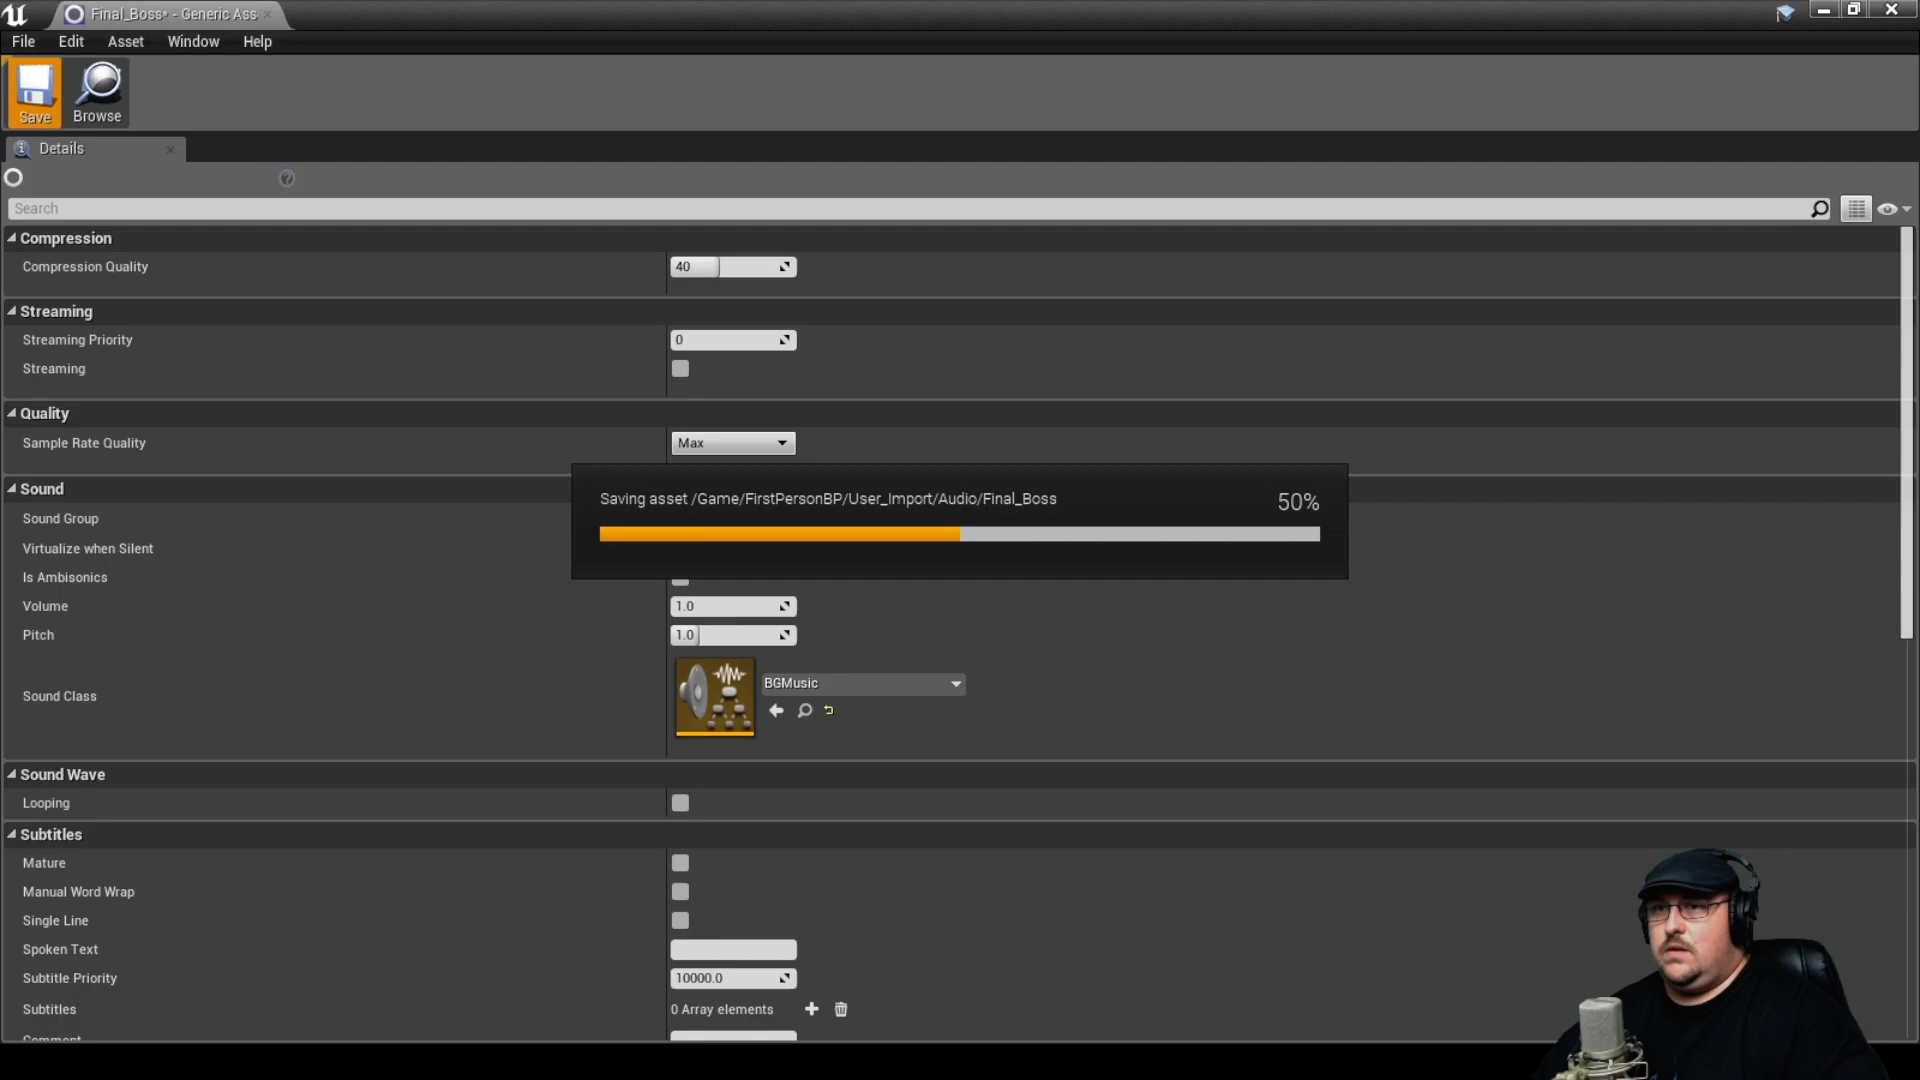 Final_Boss* - Generic Ass
File Edit Asset Window Help
Save Browse
Details
Search
Compression
Compression Quality 40
Streaming
Streaming Priority 0
Streaming
Quality
Sample Rate Quality Max
Saving asset /Game/FirstPersonBP/User_Import/Audio/Final_Boss 50%
Sound
Sound Group
Virtualize when Silent
Is Ambisonics
Volume 1.0
Pitch 1.0
Sound Class BGMusic
Sound Wave
Looping
Subtitles
Mature
Manual Word Wrap
Single Line
Spoken Text
Subtitle Priority 10000.0
Subtitles 0 Array elements
Comment